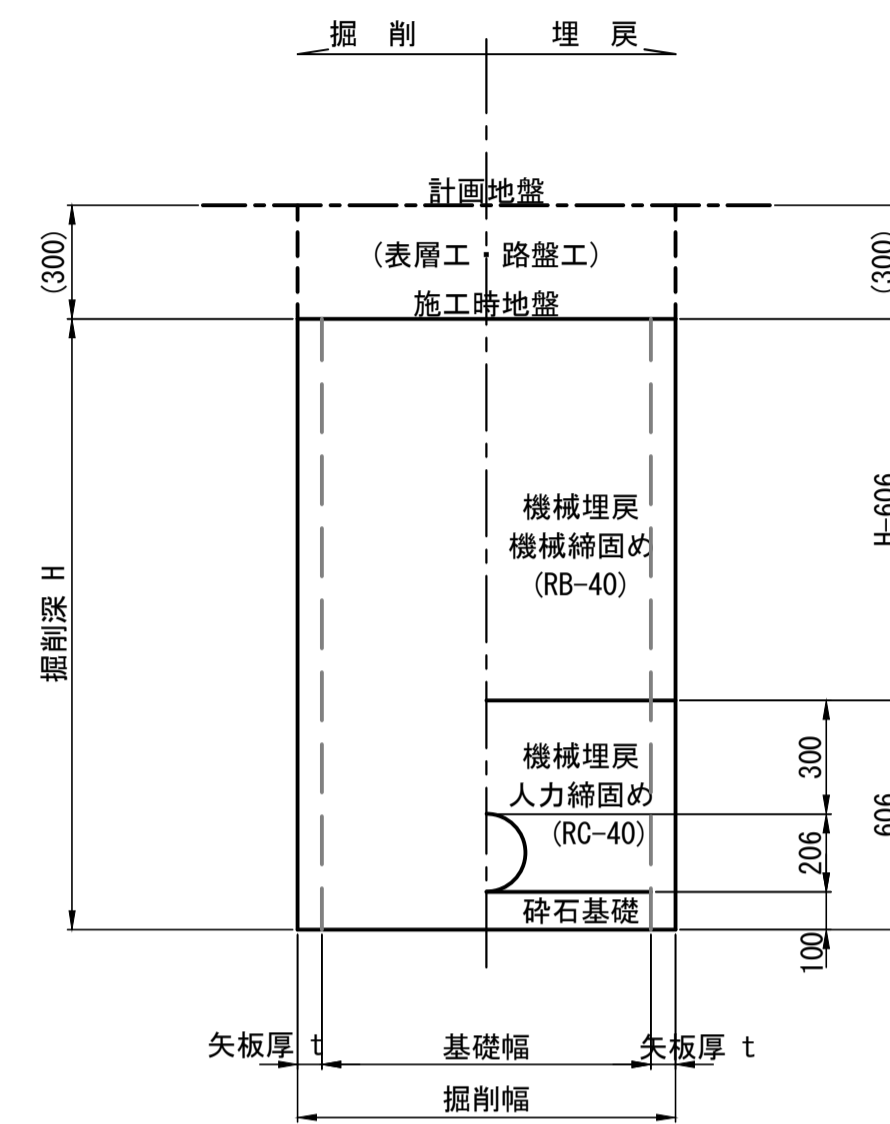 掘 削 埋 戻
計画地盤
(300)
(表層工・路盤工)
(300)
施工時地盤
機械埋戻
機械締固め
(RB-40)
H-606
掘削深 H
機械埋戻
人力締固め
(RC-40)
300
206
606
砕石基礎
100
矢板厚 t 基礎幅 矢板厚 t
掘削幅